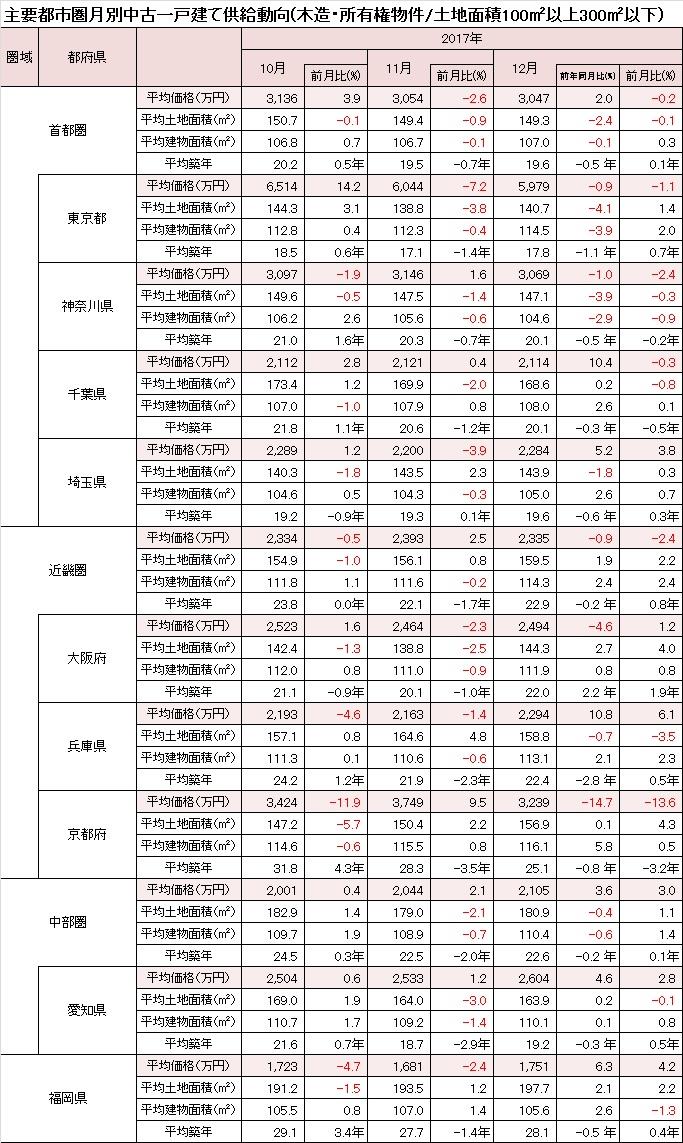 主要都市圏月別中古一戸建て供給動向(木造・所有権物件/土地面積100㎡以上300㎡以下)
圏域 都府県 2017年
10月 前月比(%) 11月 前月比(%) 12月 前年同月比(%) 前月比(%)
首都圏
平均価格(万円) 3,136 3.9 3,054 -2.6 3,047 2.0 -0.2
平均土地面積(㎡) 150.7 -0.1 149.4 -0.9 149.3 -2.4 -0.1
平均建物面積(㎡) 106.8 0.7 106.7 -0.1 107.0 -0.1 0.3
平均築年 20.2 0.5年 19.5 -0.7年 19.6 -0.5 年 0.1年
東京都
平均価格(万円) 6,514 14.2 6,044 -7.2 5,979 -0.9 -1.1
平均土地面積(㎡) 144.3 3.1 138.8 -3.8 140.7 -4.1 1.4
平均建物面積(㎡) 112.8 0.4 112.3 -0.4 114.5 -3.9 2.0
平均築年 18.5 0.6年 17.1 -1.4年 17.8 -1.1 年 0.7年
神奈川県
平均価格(万円) 3,097 -1.9 3,146 1.6 3,069 -1.0 -2.4
平均土地面積(㎡) 149.6 -0.5 147.5 -1.4 147.1 -3.9 -0.3
平均建物面積(㎡) 106.2 2.6 105.6 -0.6 104.6 -2.9 -0.9
平均築年 21.0 1.6年 20.3 -0.7年 20.1 -0.5 年 -0.2年
千葉県
平均価格(万円) 2,112 2.8 2,121 0.4 2,114 10.4 -0.3
平均土地面積(㎡) 173.4 1.2 169.9 -2.0 168.6 0.2 -0.8
平均建物面積(㎡) 107.0 -1.0 107.9 0.8 108.0 2.6 0.1
平均築年 21.8 1.1年 20.6 -1.2年 20.1 -0.3 年 -0.5年
埼玉県
平均価格(万円) 2,289 1.2 2,200 -3.9 2,284 5.2 3.8
平均土地面積(㎡) 140.3 -1.8 143.5 2.3 143.9 -1.8 0.3
平均建物面積(㎡) 104.6 0.5 104.3 -0.3 105.0 2.6 0.7
平均築年 19.2 -0.9年 19.3 0.1年 19.6 -0.6 年 0.3年
近畿圏
平均価格(万円) 2,334 -0.5 2,393 2.5 2,335 -0.9 -2.4
平均土地面積(㎡) 154.9 -1.0 156.1 0.8 159.5 1.9 2.2
平均建物面積(㎡) 111.8 1.1 111.6 -0.2 114.3 2.4 2.4
平均築年 23.8 0.0年 22.1 -1.7年 22.9 -0.2 年 0.8年
大阪府
平均価格(万円) 2,523 1.6 2,464 -2.3 2,494 -4.6 1.2
平均土地面積(㎡) 142.4 -1.3 138.8 -2.5 144.3 2.7 4.0
平均建物面積(㎡) 112.0 0.8 111.0 -0.9 111.9 0.8 0.8
平均築年 21.1 -0.9年 20.1 -1.0年 22.0 2.2 年 1.9年
兵庫県
平均価格(万円) 2,193 -4.6 2,163 -1.4 2,294 10.8 6.1
平均土地面積(㎡) 157.1 0.8 164.6 4.8 158.8 -0.7 -3.5
平均建物面積(㎡) 111.3 0.1 110.6 -0.6 113.1 2.1 2.3
平均築年 24.2 1.2年 21.9 -2.3年 22.4 -2.8 年 0.5年
京都府
平均価格(万円) 3,424 -11.9 3,749 9.5 3,239 -14.7 -13.6
平均土地面積(㎡) 147.2 -5.7 150.4 2.2 156.9 0.1 4.3
平均建物面積(㎡) 114.6 -0.6 115.5 0.8 116.1 5.8 0.5
平均築年 31.8 4.3年 28.3 -3.5年 25.1 -0.8 年 -3.2年
中部圏
平均価格(万円) 2,001 0.4 2,044 2.1 2,105 3.6 3.0
平均土地面積(㎡) 182.9 1.4 179.0 -2.1 180.9 -0.4 1.1
平均建物面積(㎡) 109.7 1.9 108.9 -0.7 110.4 -0.6 1.4
平均築年 24.5 0.3年 22.5 -2.0年 22.6 -0.2 年 0.1年
愛知県
平均価格(万円) 2,504 0.6 2,533 1.2 2,604 4.6 2.8
平均土地面積(㎡) 169.0 1.9 164.0 -3.0 163.9 0.2 -0.1
平均建物面積(㎡) 110.7 1.7 109.2 -1.4 110.1 0.1 0.8
平均築年 21.6 0.7年 18.7 -2.9年 19.2 -0.3 年 0.5年
福岡県
平均価格(万円) 1,723 -4.7 1,681 -2.4 1,751 6.3 4.2
平均土地面積(㎡) 191.2 -1.5 193.5 1.2 197.7 2.1 2.2
平均建物面積(㎡) 105.5 0.8 107.0 1.4 105.6 2.6 -1.3
平均築年 29.1 3.4年 27.7 -1.4年 28.1 -0.5 年 0.4年